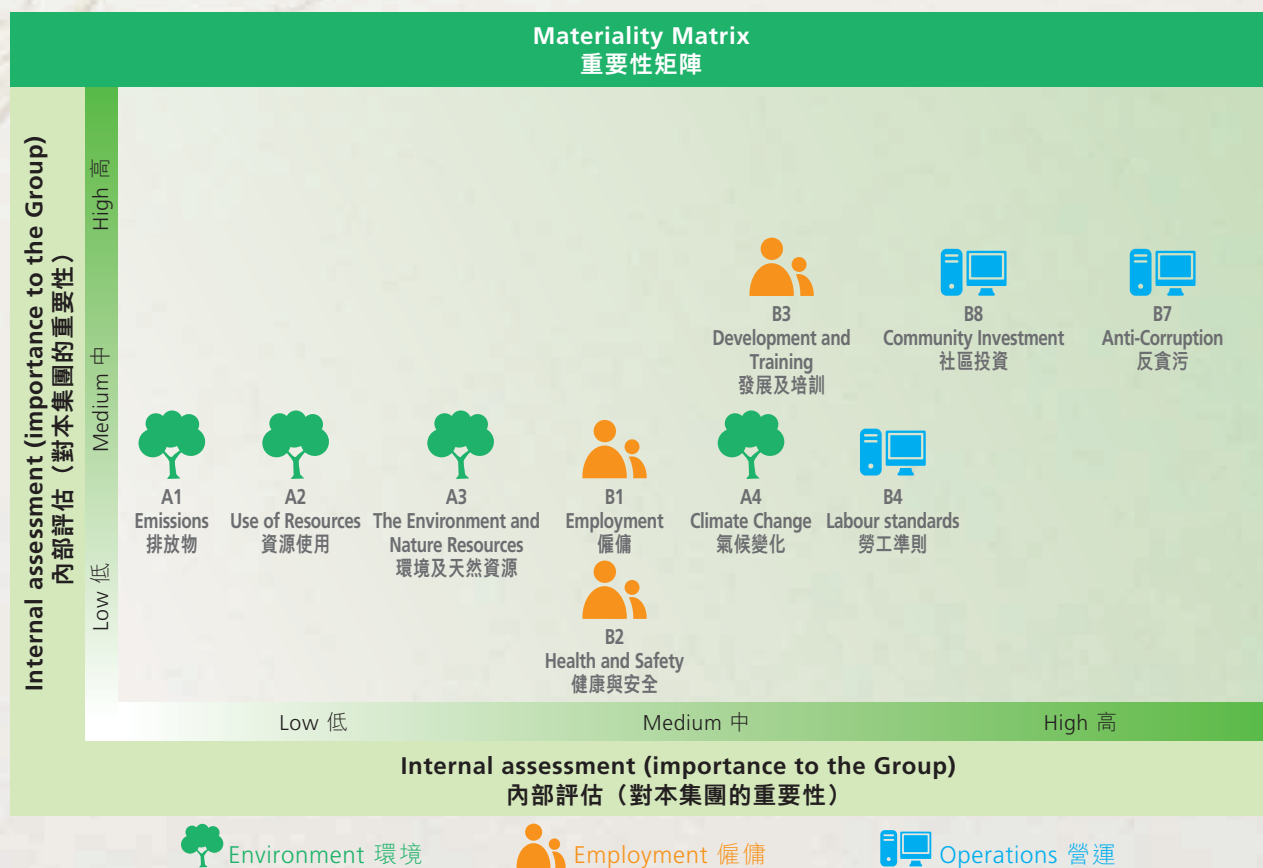 Materiality Matrix
重要性矩陣
Internal assessment (importance to the Group)
內部評估（對本集團的重要性）
High 高
Medium 中
Low 低
B3
Development and
Training
發展及培訓
B8
Community Investment
社區投資
B7
Anti-Corruption
反貪污
A1
Emissions
排放物
A2
Use of Resources
資源使用
A3
The Environment and
Nature Resources
環境及天然資源
B1
Employment
僱傭
A4
Climate Change
氣候變化
B4
Labour standards
勞工準則
B2
Health and Safety
健康與安全
Low 低
Medium 中
High 高
Internal assessment (importance to the Group)
內部評估（對本集團的重要性）
Environment 環境
Employment 僱傭
Operations 營運